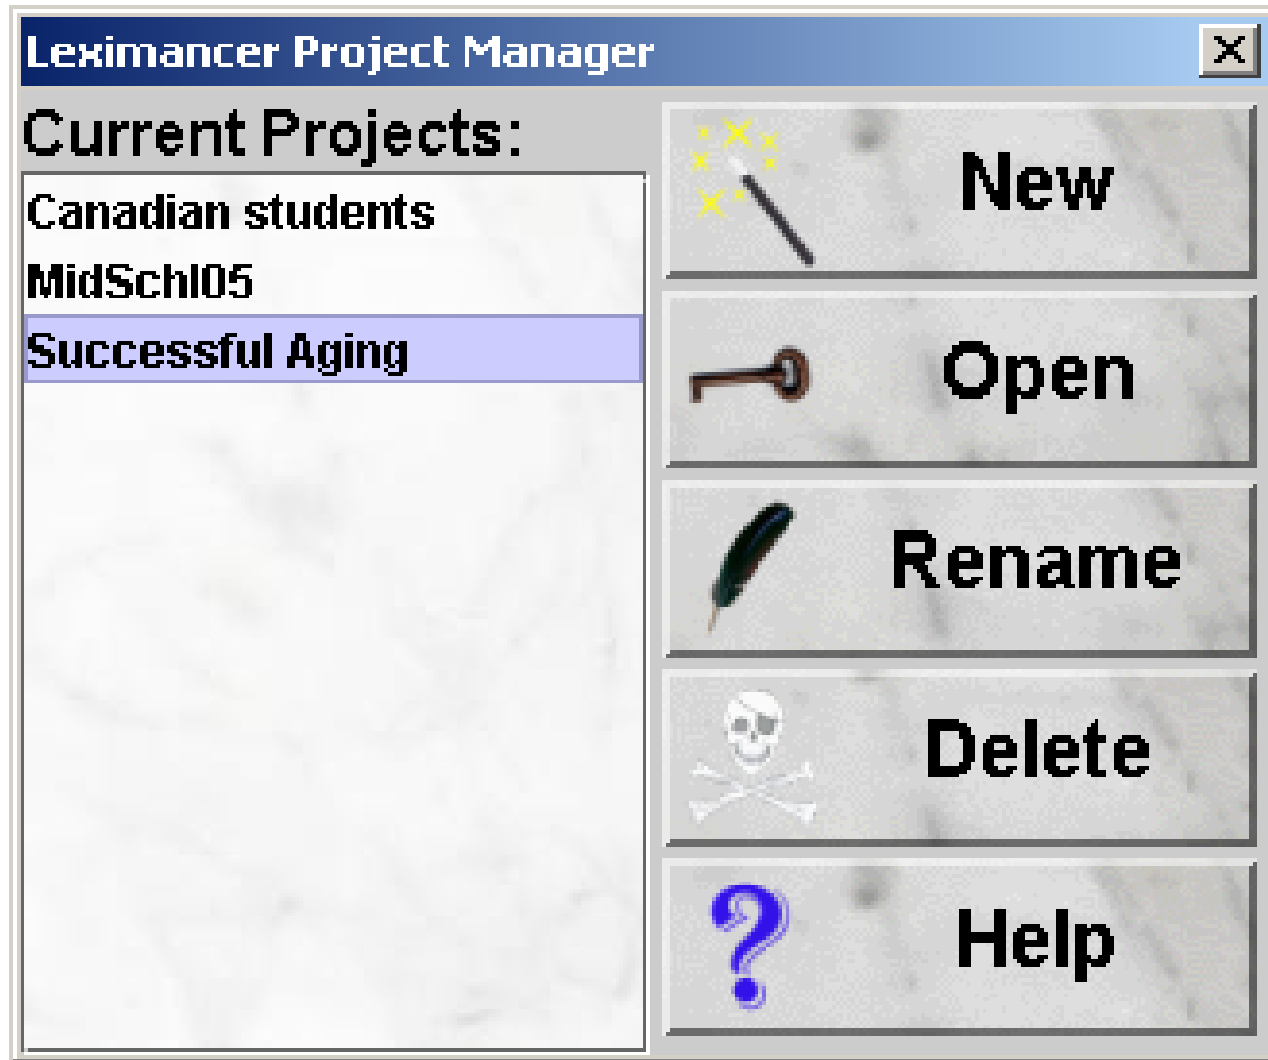 Leximancer Project Manager
Current Projects:
Canadian students
MidSchl05
Successful Aging
New
Open
Rename
Delete
Help